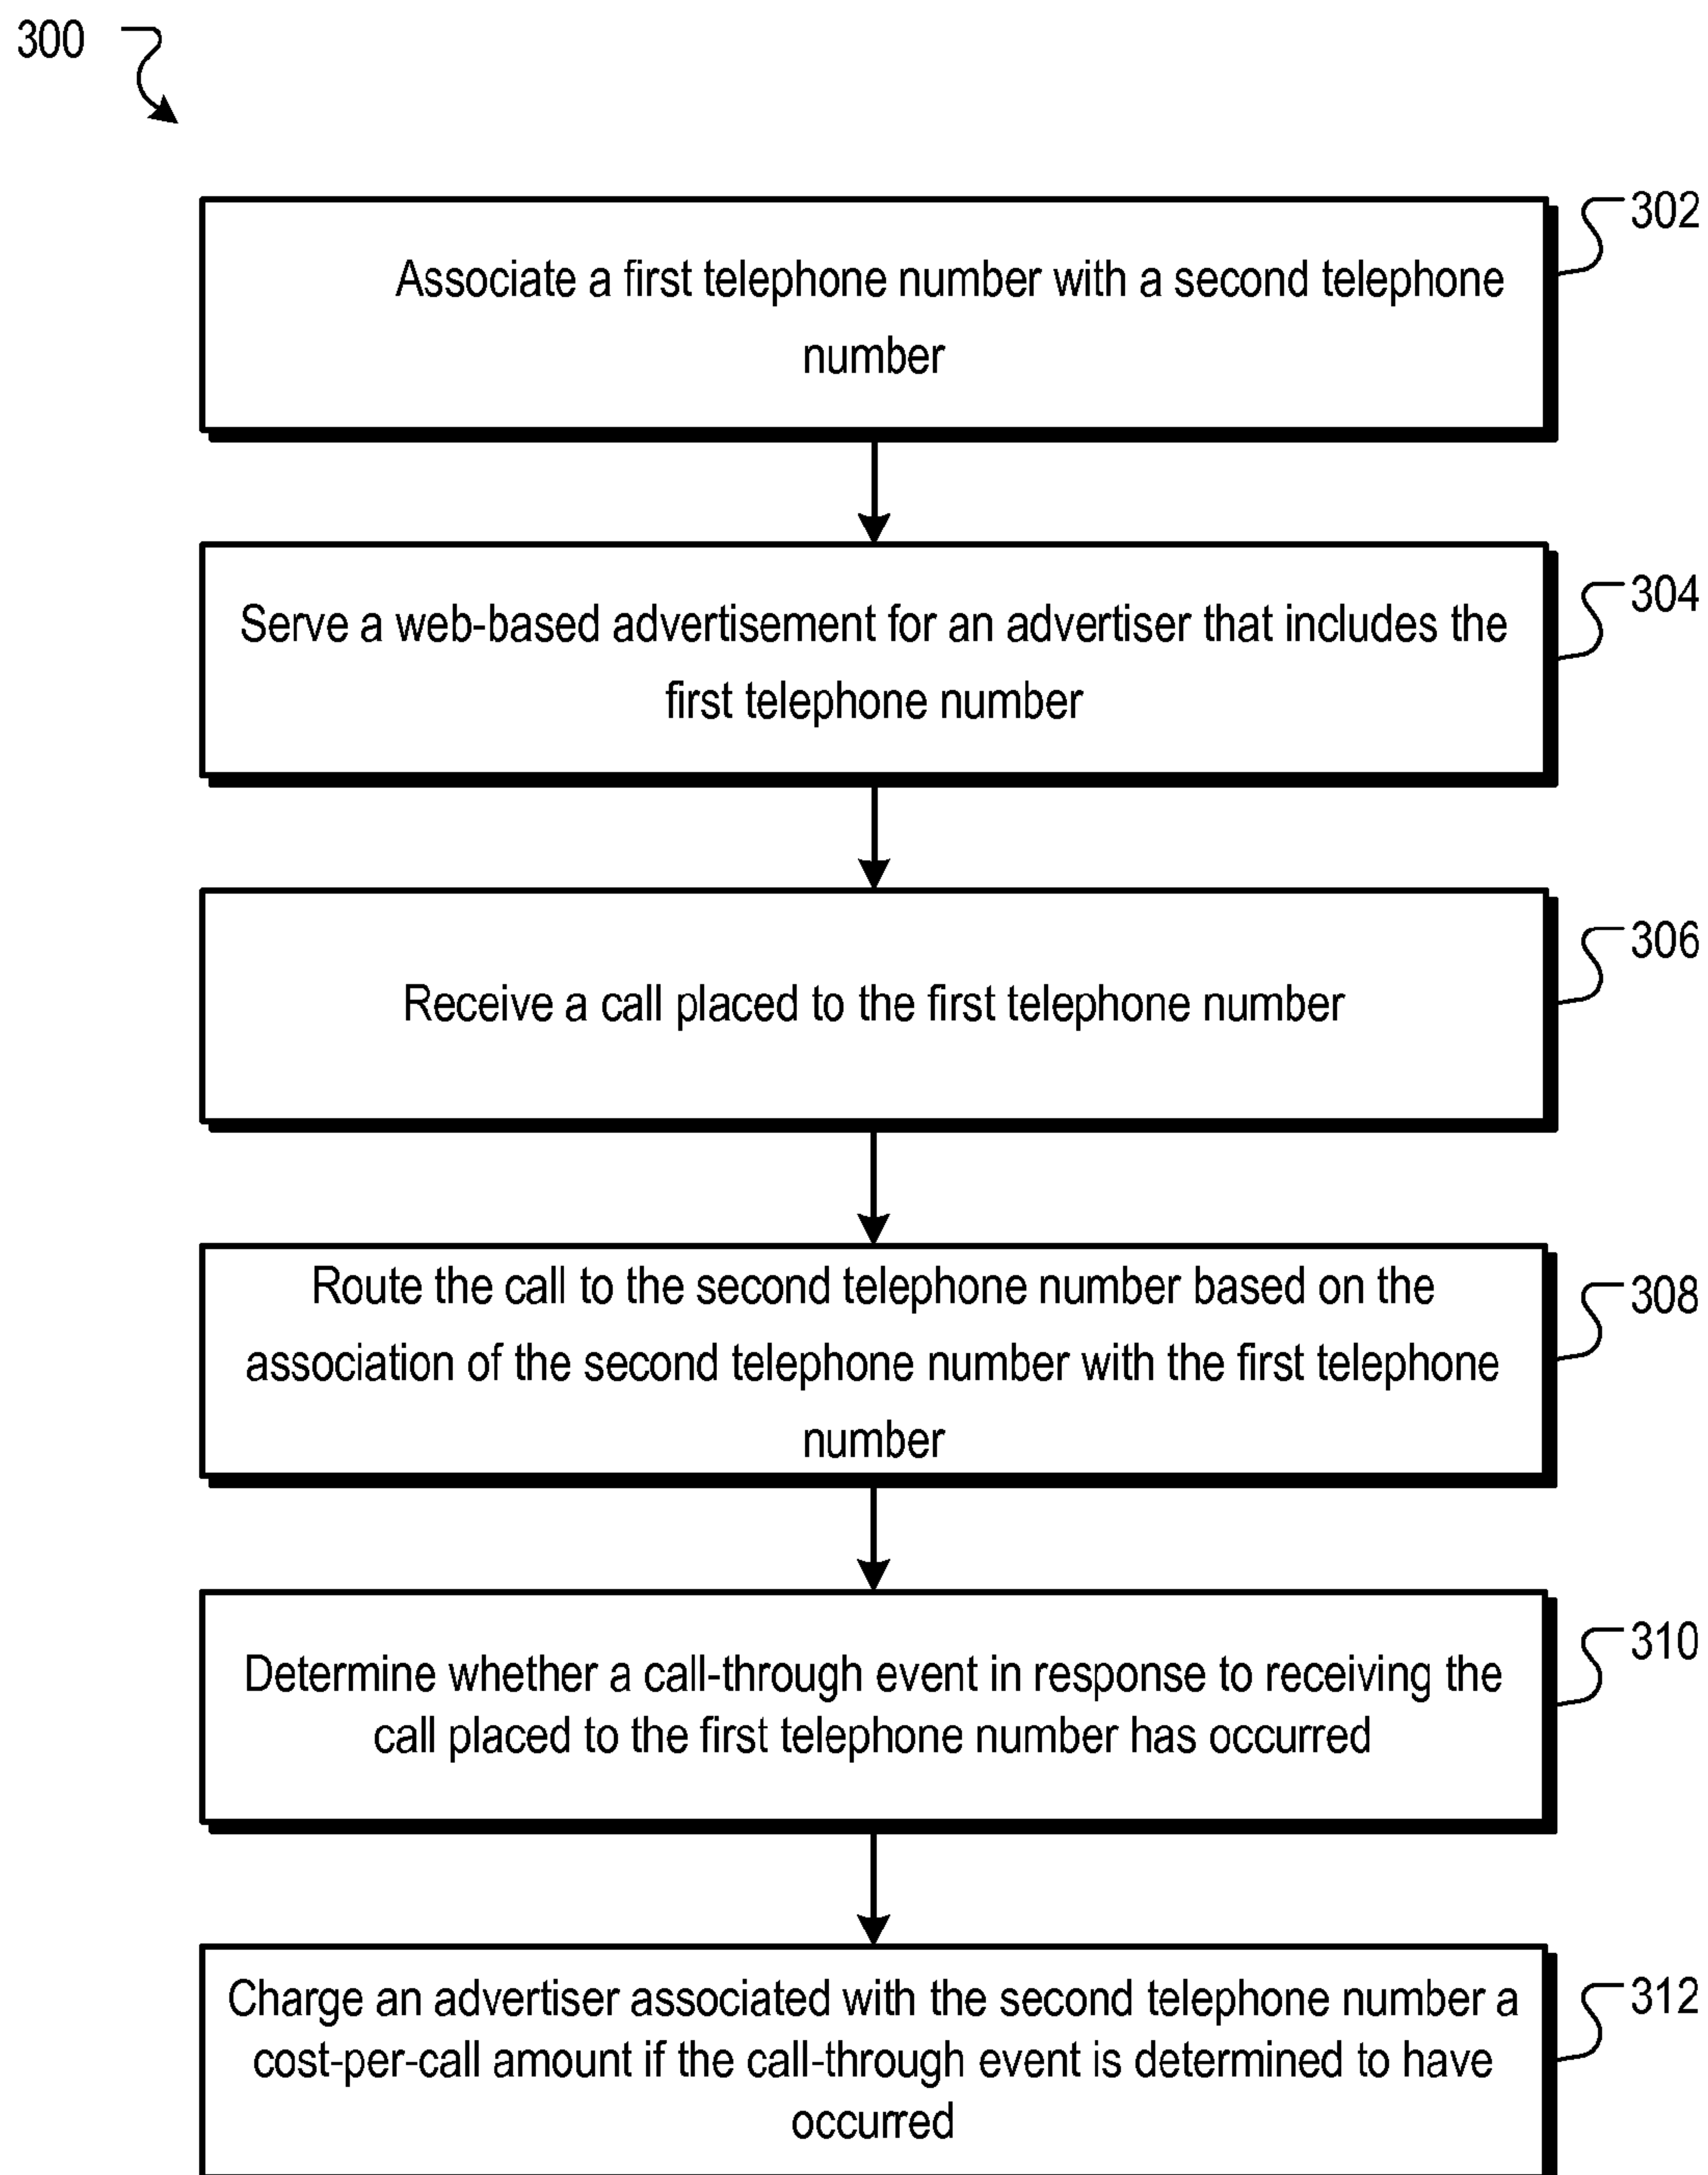 300
302
Associate a first telephone number with a second telephone
number
304
Serve a web-based advertisement for an advertiser that includes the
first telephone number
306
Receive a call placed to the first telephone number
308
Route the call to the second telephone number based on the
association of the second telephone number with the first telephone
number
310
Determine whether a call-through event in response to receiving the
call placed to the first telephone number has occurred
312
Charge an advertiser associated with the second telephone number a
cost-per-call amount if the call-through event is determined to have
occurred